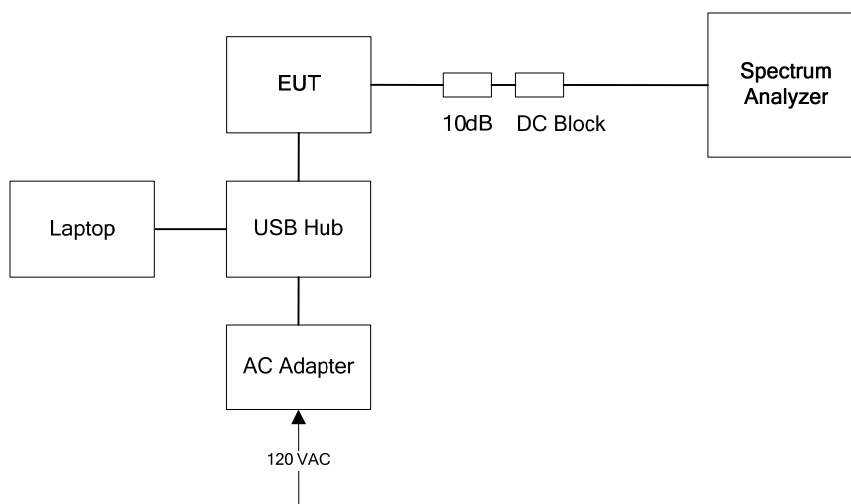 EUT
Spectrum
Analyzer
10dB
DC Block
Laptop
USB Hub
AC Adapter
120 VAC